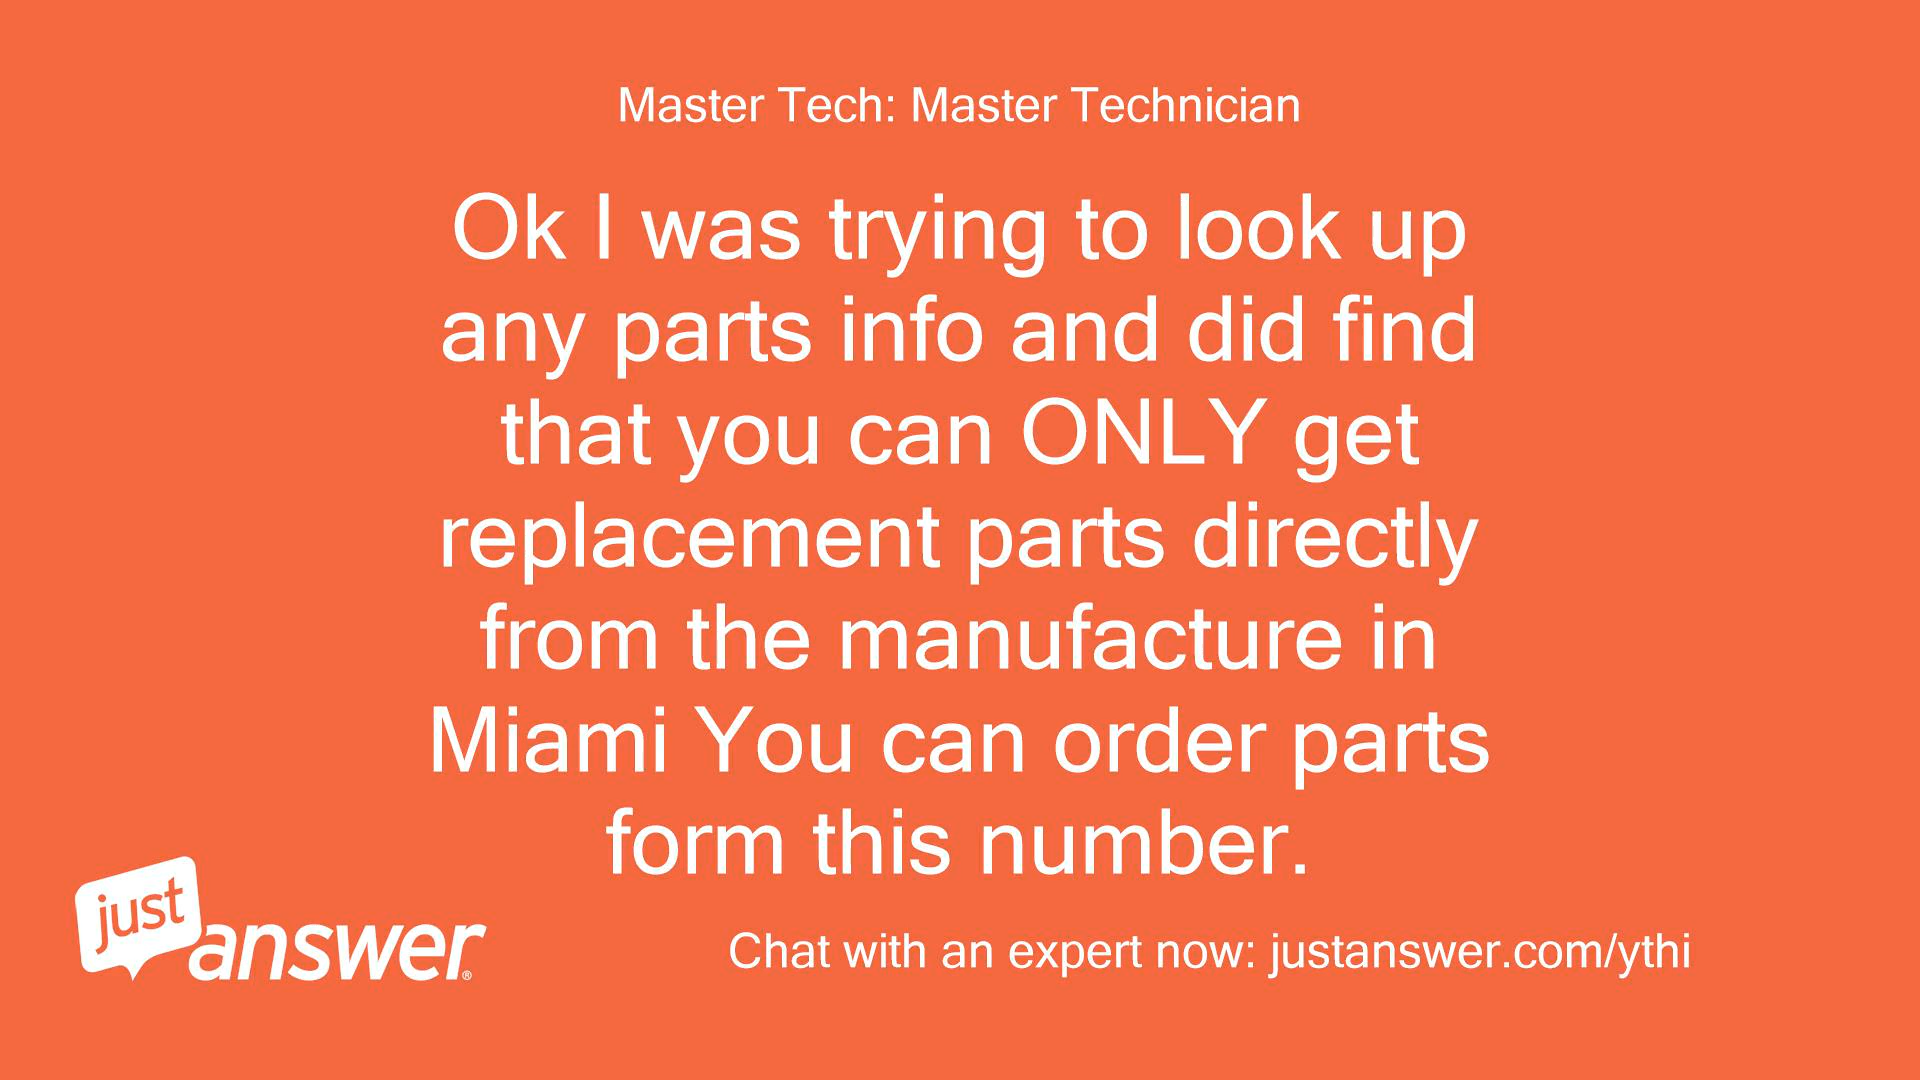 Master Tech: Master Technician
Ok I was trying to look up
any parts info and did find
that you can ONLY get
replacement parts directly
from the manufacture in
Miami You can order parts
form this number.
just
answer®
Chat with an expert now: justanswer.com/ythi